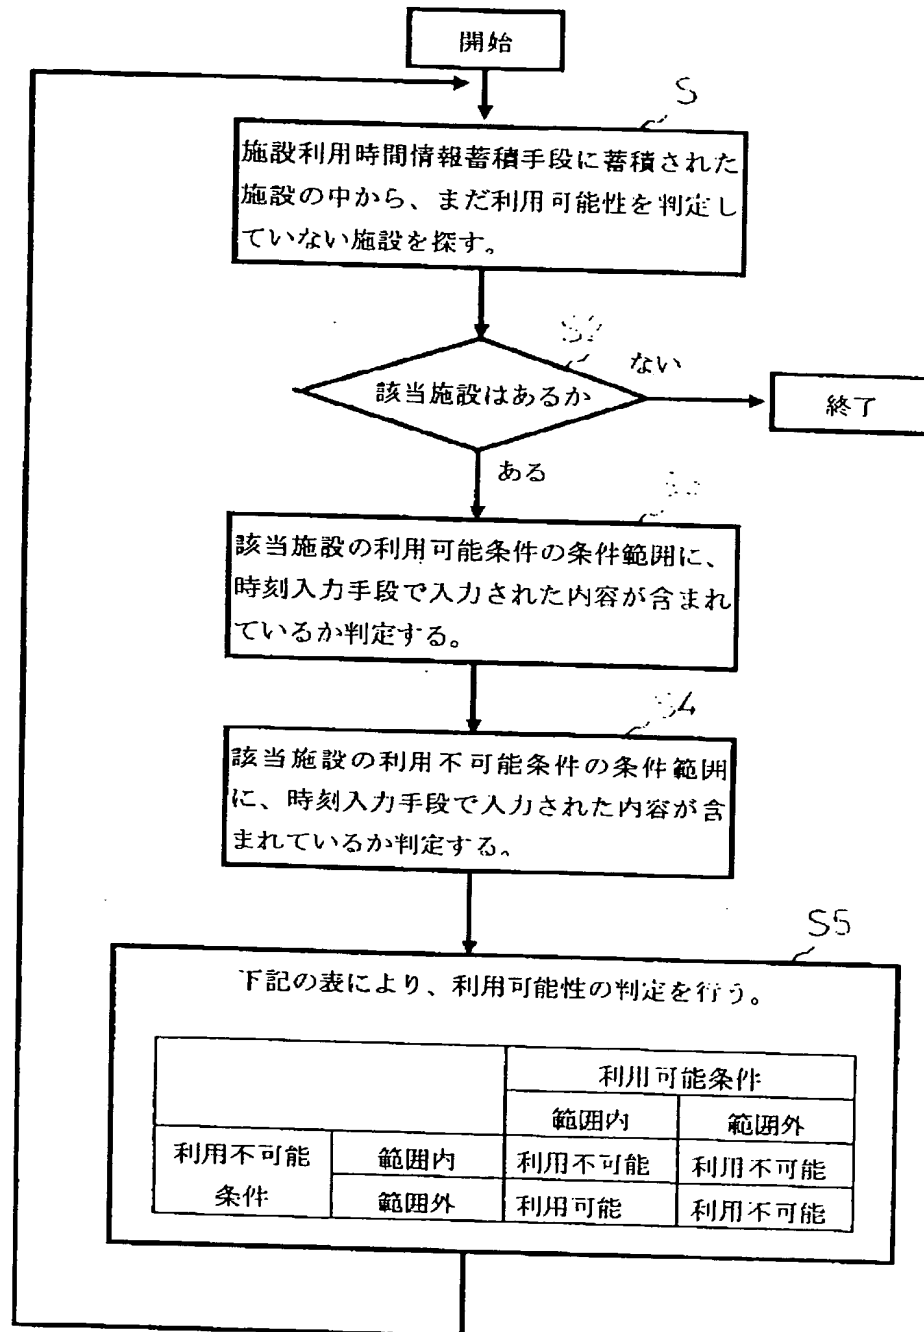 開始
S
施設利用時間情報蓄積手段に蓄積された
施設の中から、まだ利用可能性を判定し
ていない施設を探す。
S2
該当施設はあるか
ない
終了
ある
該当施設の利用可能条件の条件範囲に、
時刻入力手段で入力された内容が含まれ
ているか判定する。
S4
該当施設の利用不可能条件の条件範囲
に、時刻入力手段で入力された内容が含
まれているか判定する。
S5
下記の表により、利用可能性の判定を行う。
利用可能条件
範囲内 範囲外
利用不可能 範囲内 利用不可能 利用不可能
条件 範囲外 利用可能 利用不可能